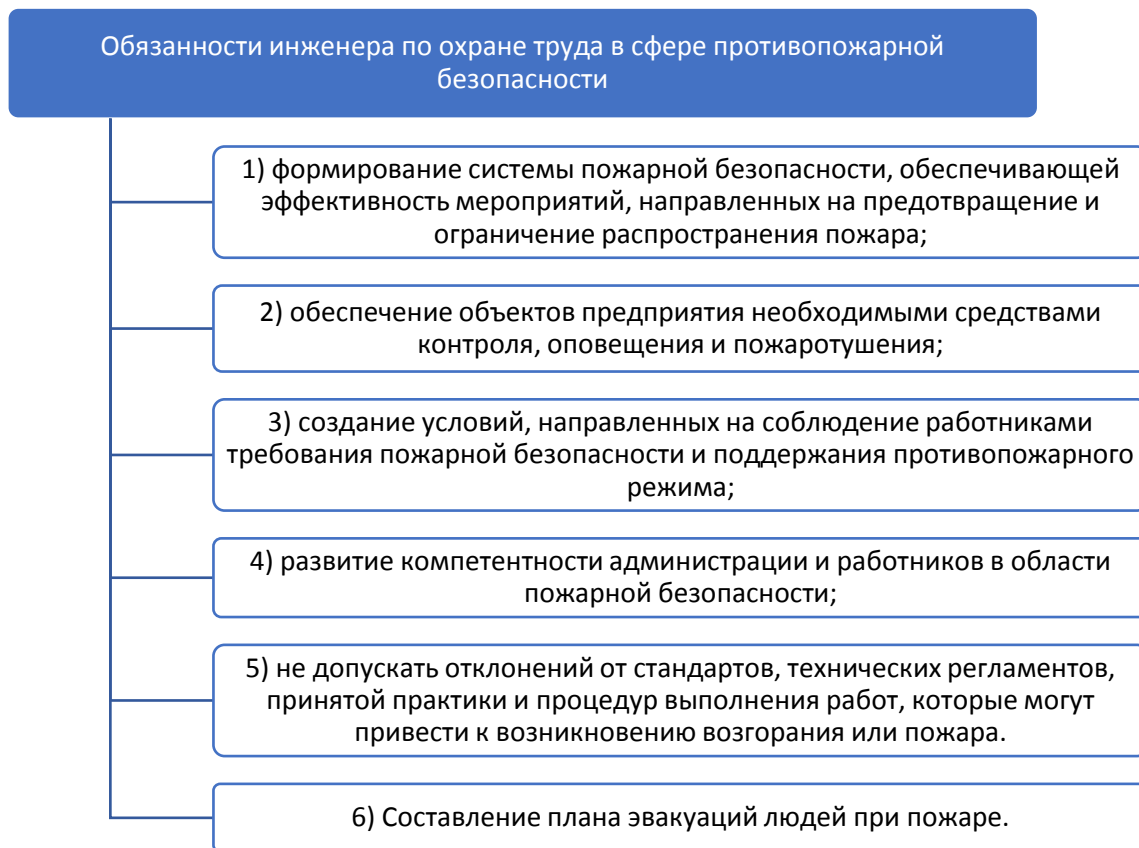 Обязанности инженера по охране труда в сфере противопожарной
безопасности
1) формирование системы пожарной безопасности, обеспечивающей
эффективность мероприятий, направленных на предотвращение и
ограничение распространения пожара;
2) обеспечение объектов предприятия необходимыми средствами
контроля, оповещения и пожаротушения;
3) создание условий, направленных на соблюдение работниками
требования пожарной безопасности и поддержания противопожарного
режима;
4) развитие компетентности администрации и работников в области
пожарной безопасности;
5) не допускать отклонений от стандартов, технических регламентов,
принятой практики и процедур выполнения работ, которые могут
привести к возникновению возгорания или пожара.
6) Составление плана эвакуаций людей при пожаре.